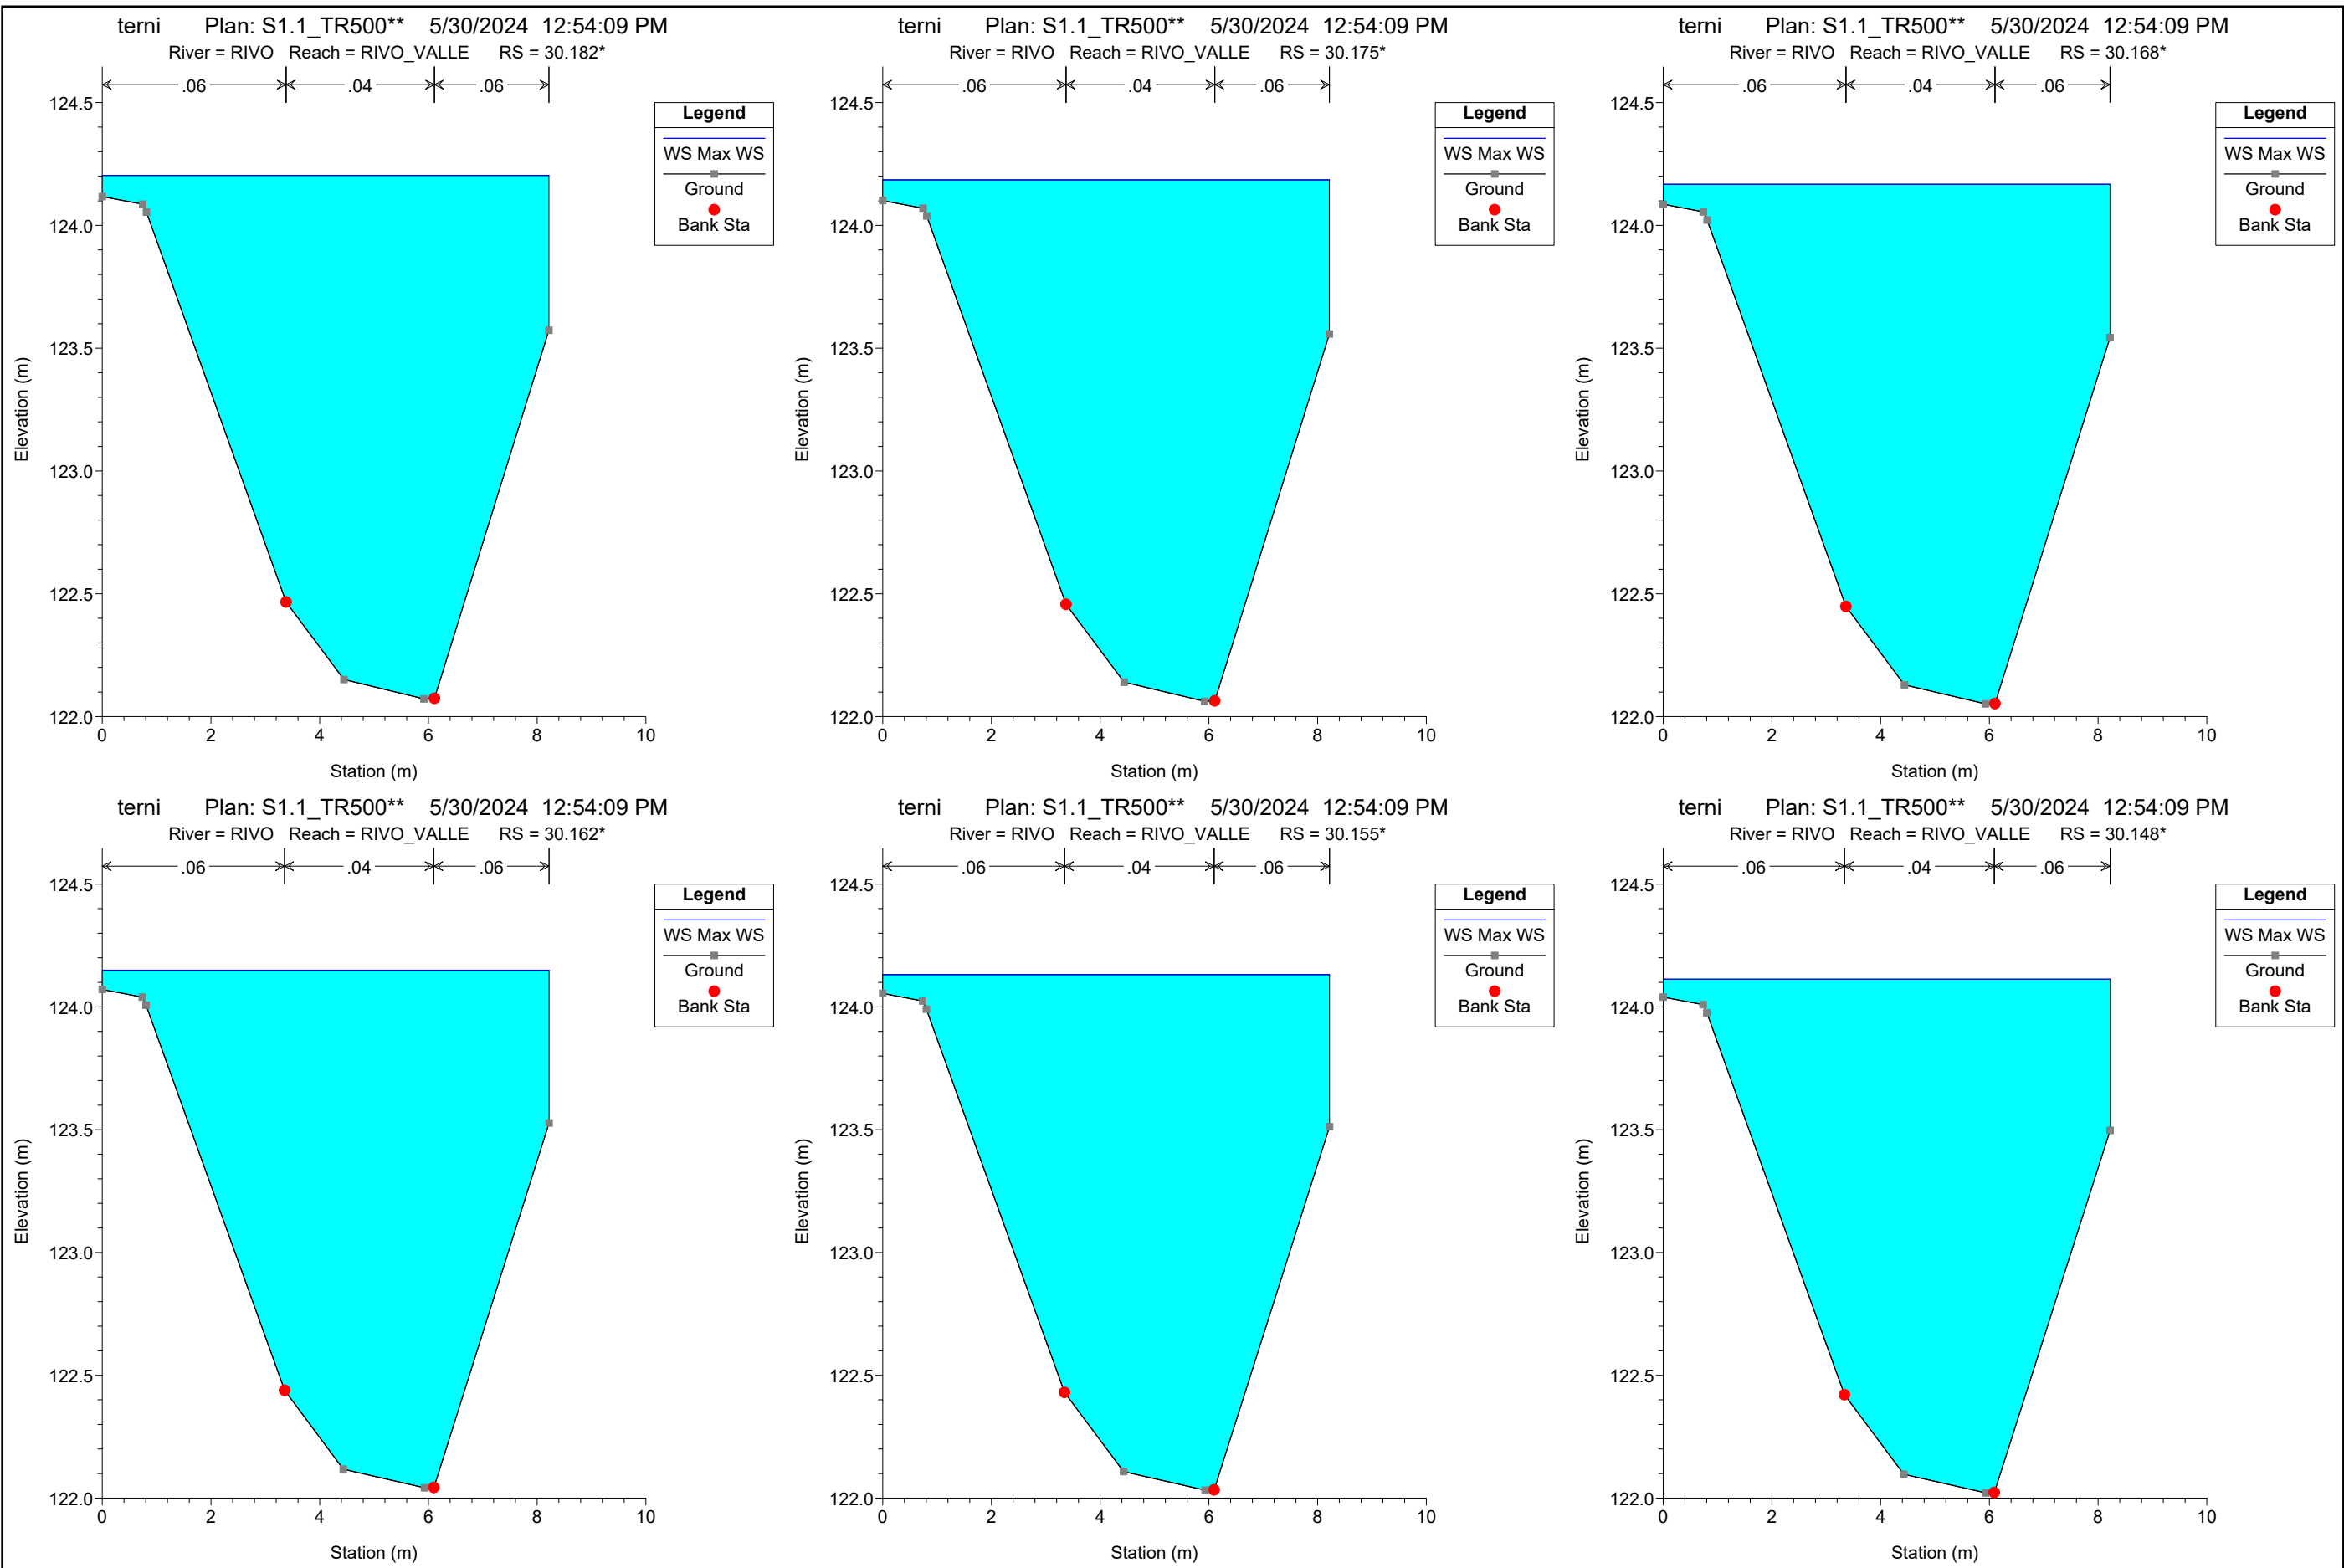 terni Plan: S1.1_TR500** 5/30/2024 12:54:09 PM
River = RIVO Reach = RIVO_VALLE RS = 30.182*
.06 .04 .06
124.5
124.0
123.5
123.0
122.5
122.0
Elevation (m)
0 2 4 6 8 10
Station (m)
Legend
WS Max WS
Ground
Bank Sta
terni Plan: S1.1_TR500** 5/30/2024 12:54:09 PM
River = RIVO Reach = RIVO_VALLE RS = 30.175*
.06 .04 .06
124.5
124.0
123.5
123.0
122.5
122.0
Elevation (m)
0 2 4 6 8 10
Station (m)
Legend
WS Max WS
Ground
Bank Sta
terni Plan: S1.1_TR500** 5/30/2024 12:54:09 PM
River = RIVO Reach = RIVO_VALLE RS = 30.168*
.06 .04 .06
124.5
124.0
123.5
123.0
122.5
122.0
Elevation (m)
0 2 4 6 8 10
Station (m)
Legend
WS Max WS
Ground
Bank Sta
terni Plan: S1.1_TR500** 5/30/2024 12:54:09 PM
River = RIVO Reach = RIVO_VALLE RS = 30.162*
.06 .04 .06
124.5
124.0
123.5
123.0
122.5
122.0
Elevation (m)
0 2 4 6 8 10
Station (m)
Legend
WS Max WS
Ground
Bank Sta
terni Plan: S1.1_TR500** 5/30/2024 12:54:09 PM
River = RIVO Reach = RIVO_VALLE RS = 30.155*
.06 .04 .06
124.5
124.0
123.5
123.0
122.5
122.0
Elevation (m)
0 2 4 6 8 10
Station (m)
Legend
WS Max WS
Ground
Bank Sta
terni Plan: S1.1_TR500** 5/30/2024 12:54:09 PM
River = RIVO Reach = RIVO_VALLE RS = 30.148*
.06 .04 .06
124.5
124.0
123.5
123.0
122.5
122.0
Elevation (m)
0 2 4 6 8 10
Station (m)
Legend
WS Max WS
Ground
Bank Sta